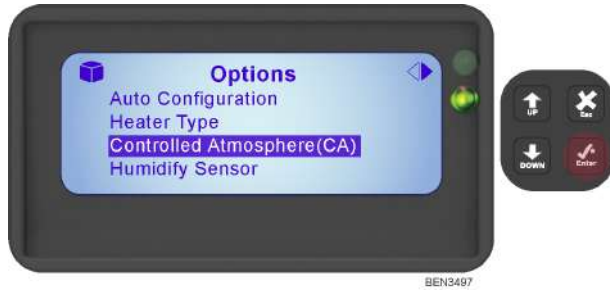 Options
Auto Configuration
Heater Type
Controlled Atmosphere(CA)
Humidify Sensor
UP
Esc
DOWN
Enter
BEN3497